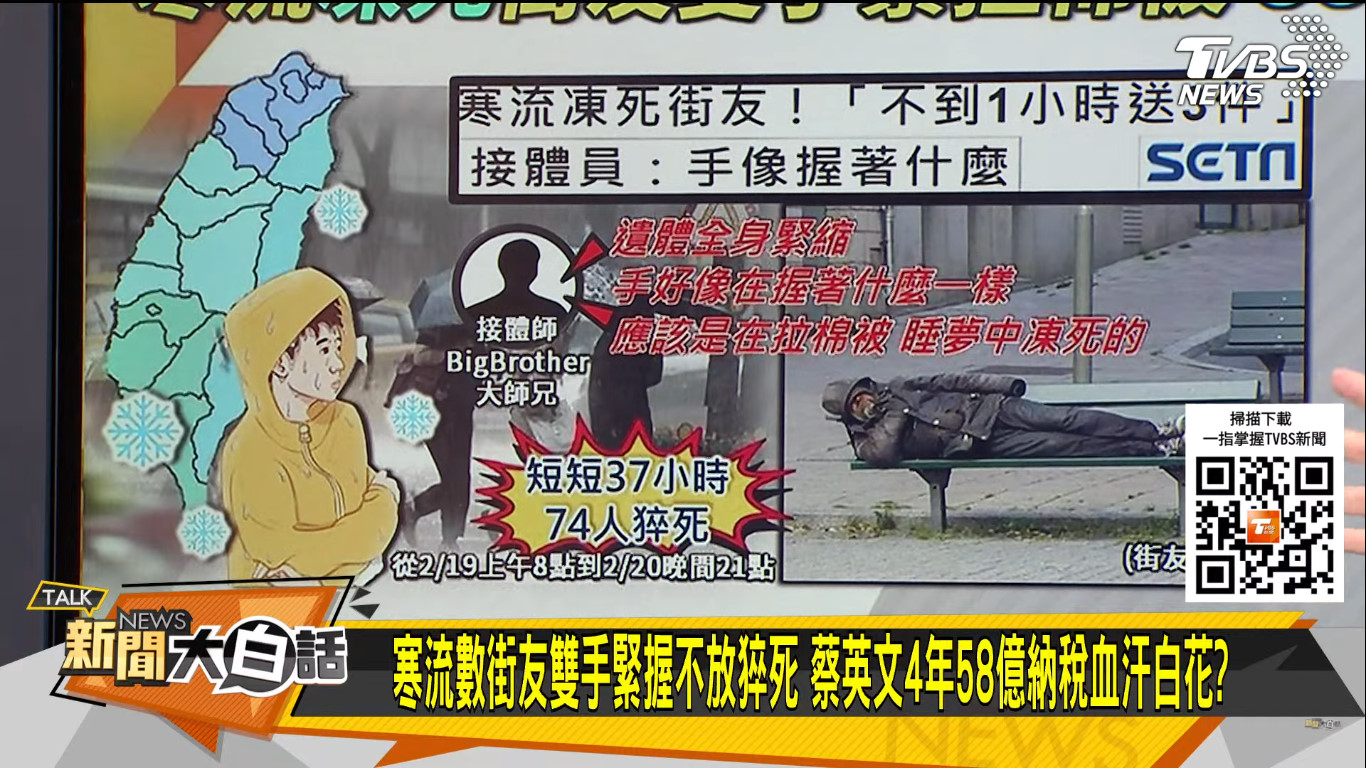 TVBS
NEWS
寒流凍死街友！「不到1小時送3件」
接體員：手像握著什麼
SETN
遺體全身緊縮
手好像在握著什麼一樣
應該是在拉棉被 睡夢中凍死的
接體師
BigBrother
大師兄
掃描下載
一指掌握TVBS新聞
短短37小時
74人猝死
從2/19上午8點到2/20晚間21點
(街友
TALK
NEWS
新聞大白話
寒流數街友雙手緊握不放猝死 蔡英文4年58億納稅血汗白花?
NEWS